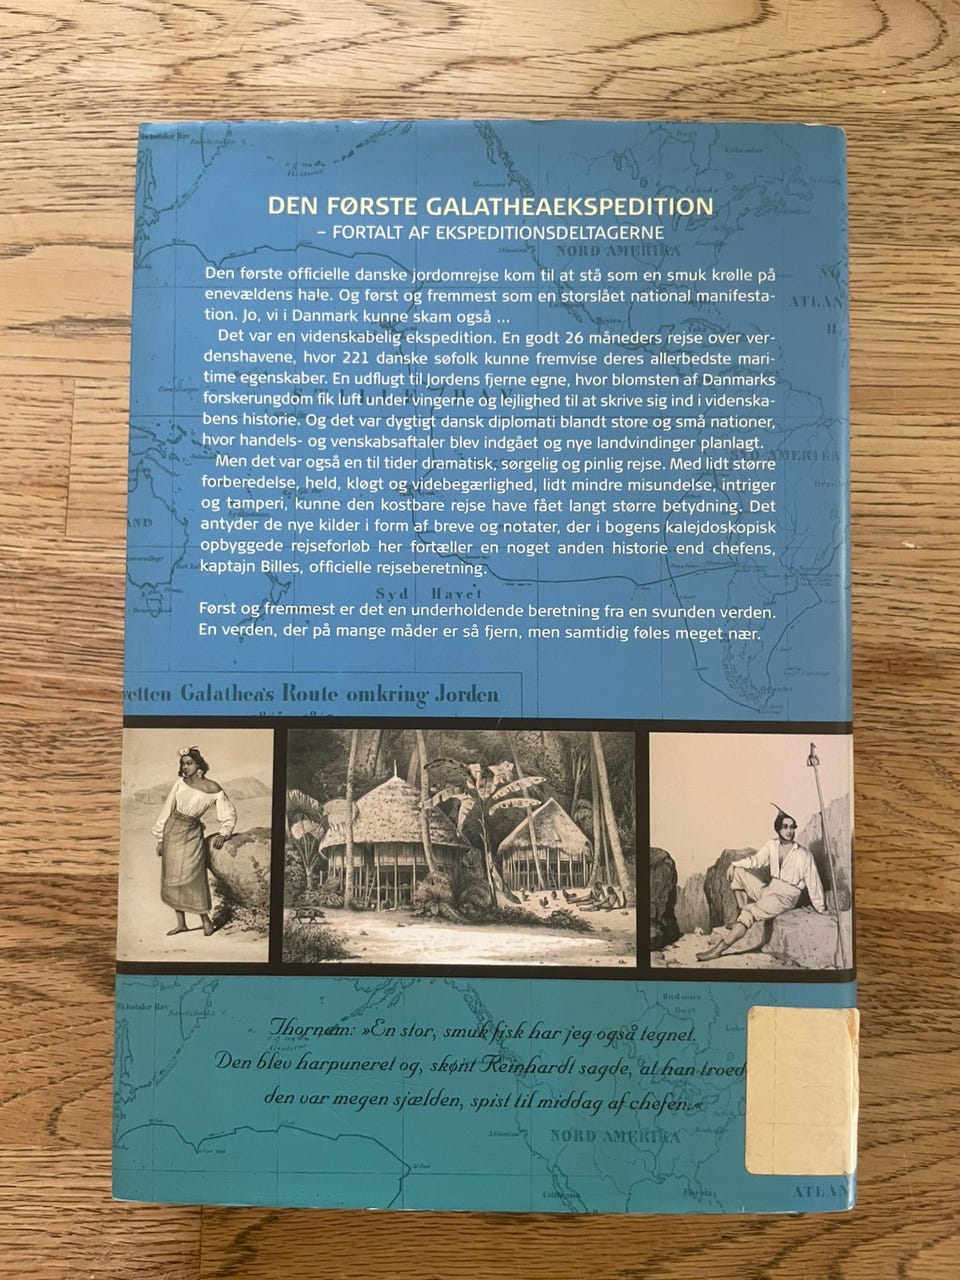 DEN FØRSTE GALATHEAEKSPEDITION
– FORTALT AF EKSPEDITIONSDELTAGERNE
NORD AMERIKA
ATLAN
Den første officielle danske jordomrejse kom til at stå som en smuk krølle på
enevældens hale. Og først og fremmest som en storslået national manifesta-
tion. Jo, vi i Danmark kunne skam også ...
Det var en videnskabelig ekspedition. En godt 26 måneders rejse over ver-
denshavene, hvor 221 danske søfolk kunne fremvise deres allerbedste mari-
time egenskaber. En udflugt til Jordens fjerne egne, hvor blomsten af Danmarks
forskerungdom fik luft under vingerne og lejlighed til at skrive sig ind i videnska-
bens historie. Og det var dygtigt dansk diplomati blandt store og små nationer,
hvor handels- og venskabsaftaler blev indgået og nye landvindinger planlagt.
Men det var også en til tider dramatisk, sørgelig og pinlig rejse. Med lidt større
forberedelse, held, kløgt og videbegærlighed, lidt mindre misundelse, intriger
og tamperi, kunne den kostbare rejse have fået langt større betydning. Det
antyder de nye kilder i form af breve og notater, der i bogens kalejdoskopisk
opbyggede rejseforløb her fortæller en noget anden historie end chefens,
kaptajn Billes, officielle rejseberetning.
Syd Havet
Først og fremmest er det en underholdende beretning fra en svunden verden.
En verden, der på mange måder er så fjern, men samtidig føles meget nær.
retten Galathea's Route omkring Jorden
Thornam: »En stor, smuk fisk har jeg også tegnet.
Den blev harpuneret og, skønt Reinhardt sagde, at han troed
den var megen sjælden, spist til middag af chefen.«
NORD AMERIKA
ATLAN